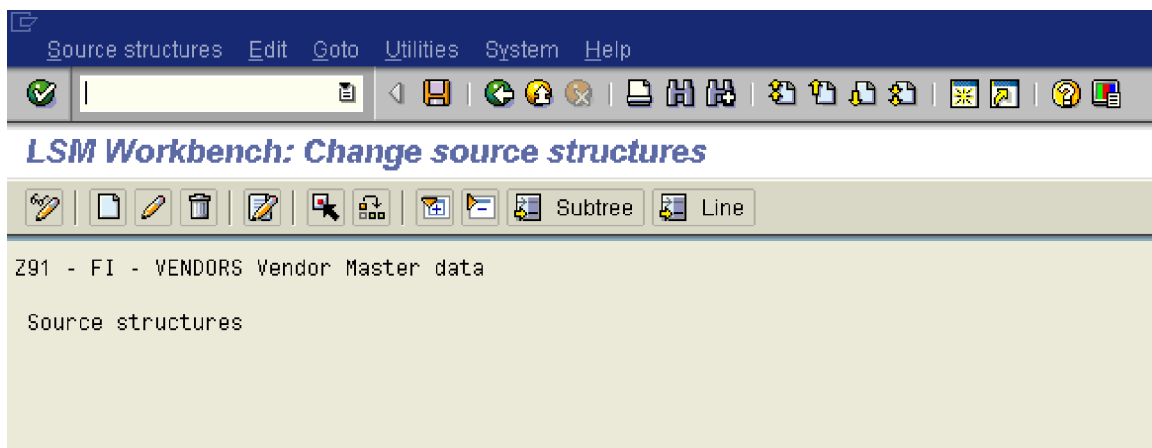 Source structures Edit Goto Utilities System Help
LSM Workbench: Change source structures
Subtree Line
Z91 - FI - VENDORS Vendor Master data
Source structures